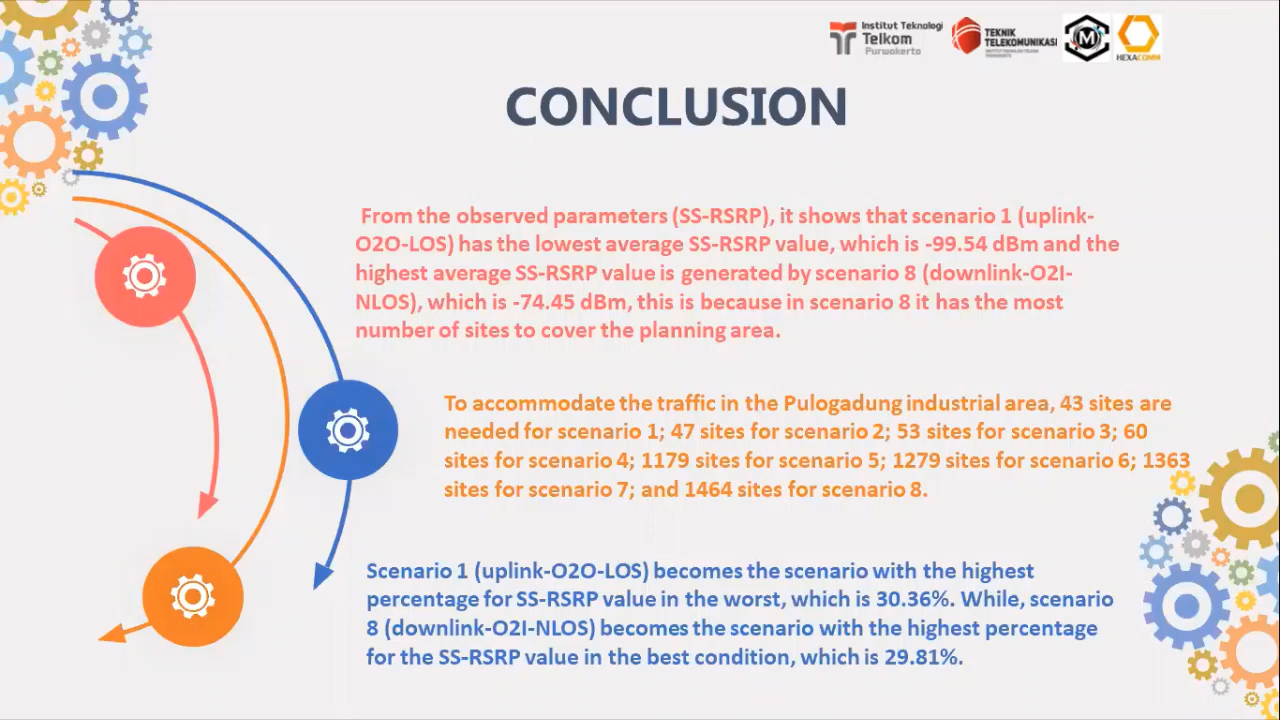 Institut Teknologi
Telkom
Purwokerto
TEKNIK
TELEKOMUNIKASI
M
HEXACOMM
CONCLUSION
From the observed parameters (SS-RSRP), it shows that scenario 1 (uplink-
O2O-LOS) has the lowest average SS-RSRP value, which is -99.54 dBm and the
highest average SS-RSRP value is generated by scenario 8 (downlink-O2I-
NLOS), which is -74.45 dBm, this is because in scenario 8 it has the most
number of sites to cover the planning area.
To accommodate the traffic in the Pulogadung industrial area, 43 sites are
needed for scenario 1; 47 sites for scenario 2; 53 sites for scenario 3; 60
sites for scenario 4; 1179 sites for scenario 5; 1279 sites for scenario 6; 1363
sites for scenario 7; and 1464 sites for scenario 8.
Scenario 1 (uplink-O2O-LOS) becomes the scenario with the highest
percentage for SS-RSRP value in the worst, which is 30.36%. While, scenario
8 (downlink-O2I-NLOS) becomes the scenario with the highest percentage
for the SS-RSRP value in the best condition, which is 29.81%.